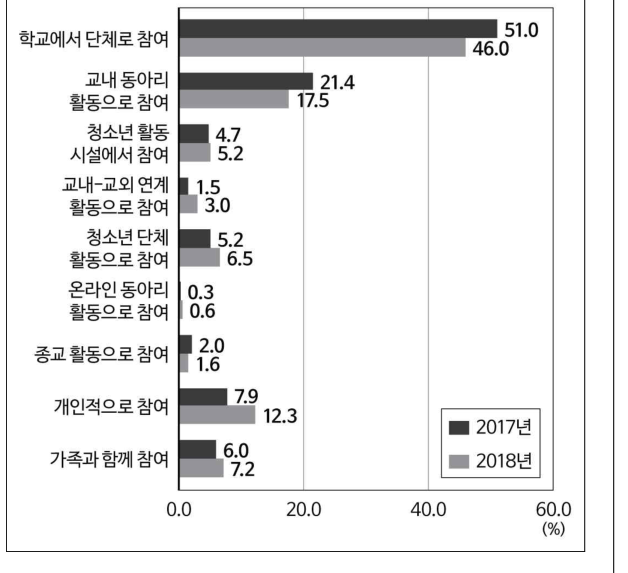 학교에서 단체로 참여
51.0
46.0
교내 동아리
활동으로 참여
21.4
17.5
청소년 활동
시설에서 참여
4.7
5.2
교내-교외 연계
활동으로 참여
1.5
3.0
청소년 단체
활동으로 참여
5.2
6.5
온라인 동아리
활동으로 참여
0.3
0.6
종교 활동으로 참여
2.0
1.6
개인적으로 참여
7.9
12.3
가족과 함께 참여
6.0
7.2
2017년
2018년
0.0 20.0 40.0 60.0
(%)